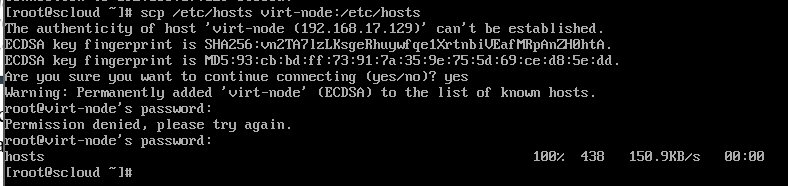 [root@scloud ~]# scp /etc/hosts virt-node:/etc/hosts
The authenticity of host 'virt-node (192.168.17.129)' can't be established.
ECDSA key fingerprint is SHA256:vn2TA7lzLKsgeRhuywfqe1XrtnbiVEafMRpAnZH0htA.
ECDSA key fingerprint is MD5:93:cb:bd:ff:73:91:7a:35:9e:75:5d:69:ce:d8:5e:dd.
Are you sure you want to continue connecting (yes/no)? yes
Warning: Permanently added 'virt-node' (ECDSA) to the list of known hosts.
root@virt-node's password:
Permission denied, please try again.
root@virt-node's password:
hosts 100% 438 150.9KB/s 00:00
[root@scloud ~]#